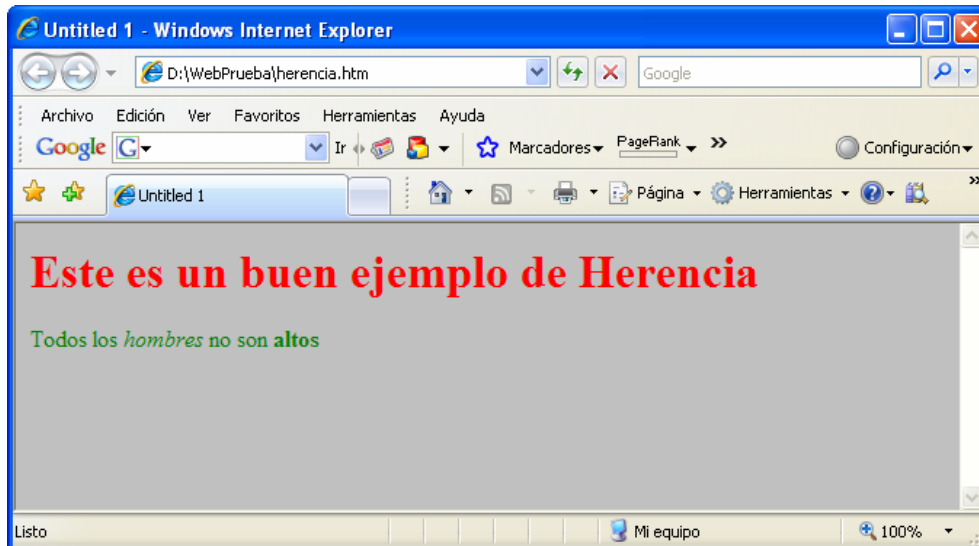 Untitled 1 - Windows Internet Explorer
D:\WebPrueba\herencia.htm
Google
Archivo Edición Ver Favoritos Herramientas Ayuda
Google G Ir Marcadores PageRank » Configuración
Untitled 1 Página Herramientas »
Este es un buen ejemplo de Herencia
Todos los hombres no son altos
Listo Mi equipo 100%